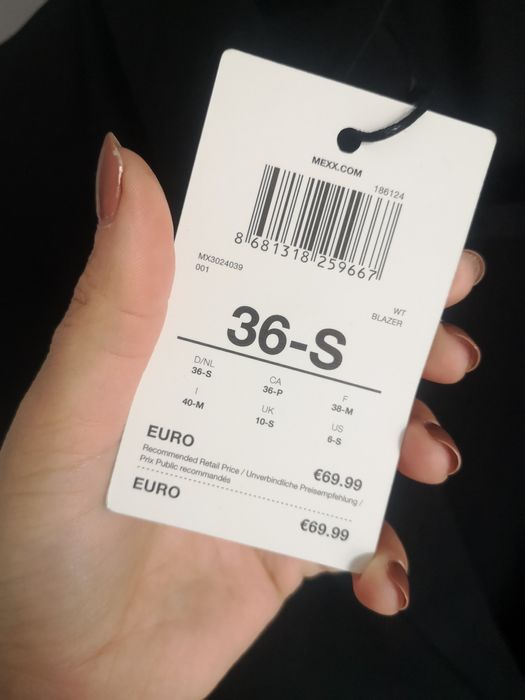 MEXX.COM
186124
8 681318 259667
MX3024039
001
WT
BLAZER
36-S
D/NL
36-S
CA
36-P
F
38-M
I
40-M
UK
10-S
US
6-S
EURO
€69.99
Recommended Retail Price / Unverbindliche Preisempfehlung /
Prix Public recommandés
EURO
€69.99